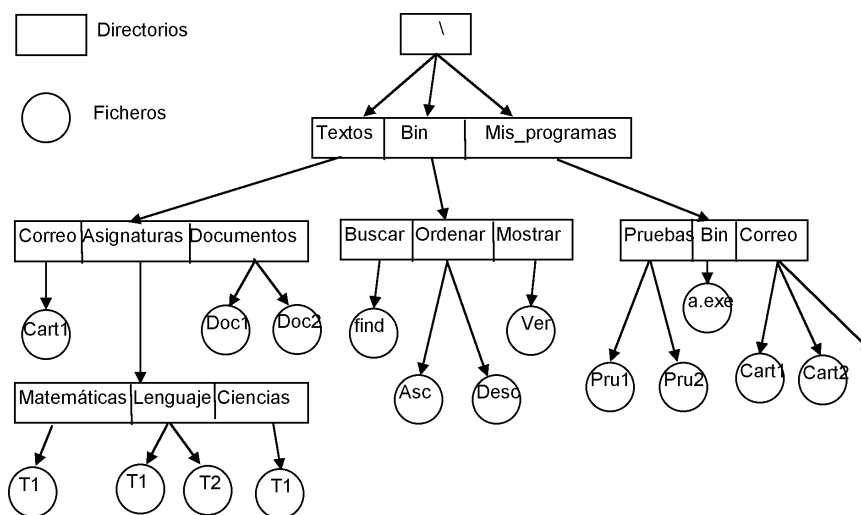 Directorios
\
Ficheros
Textos Bin Mis_programas
Correo Asignaturas Documentos
Buscar Ordenar Mostrar
Pruebas Bin Correo
Cart1
Doc1 Doc2
find
Ver
a.exe
Asc Desc
Pru1 Pru2
Cart1 Cart2
Matemáticas Lenguaje Ciencias
T1
T1
T2
T1